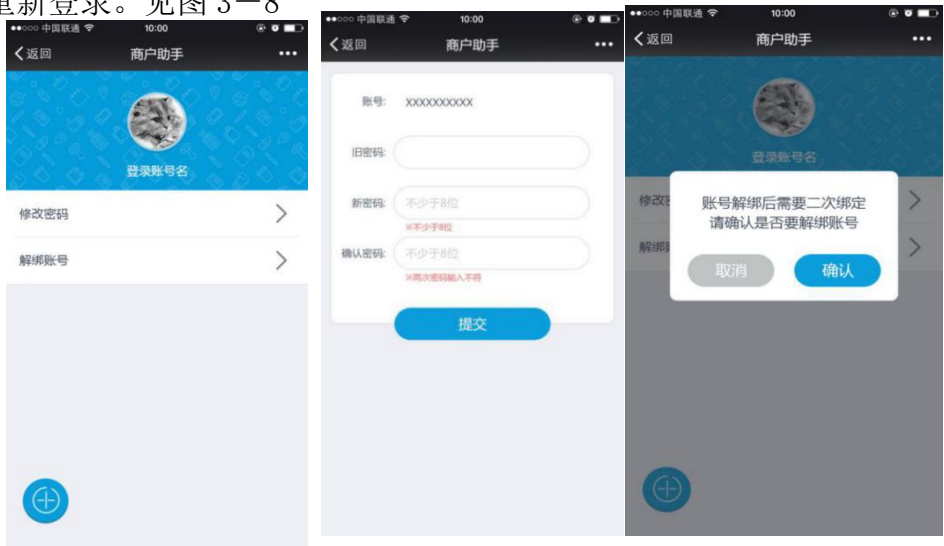 重新登录。见图 3－8
●●○○○ 中国联通 10:00
返回 商户助手 •••
登录账号名
修改密码
解绑账号
●●○○○ 中国联通 10:00
返回 商户助手 •••
账号: XXXXXXXXXX
旧密码:
新密码: 不少于8位
※不少于8位
确认密码: 不少于8位
※两次密码输入不符
提交
●●○○○ 中国联通 10:00
返回 商户助手 •••
登录账号名
修改
解绑
账号解绑后需要二次绑定
请确认是否要解绑账号
取消 确认